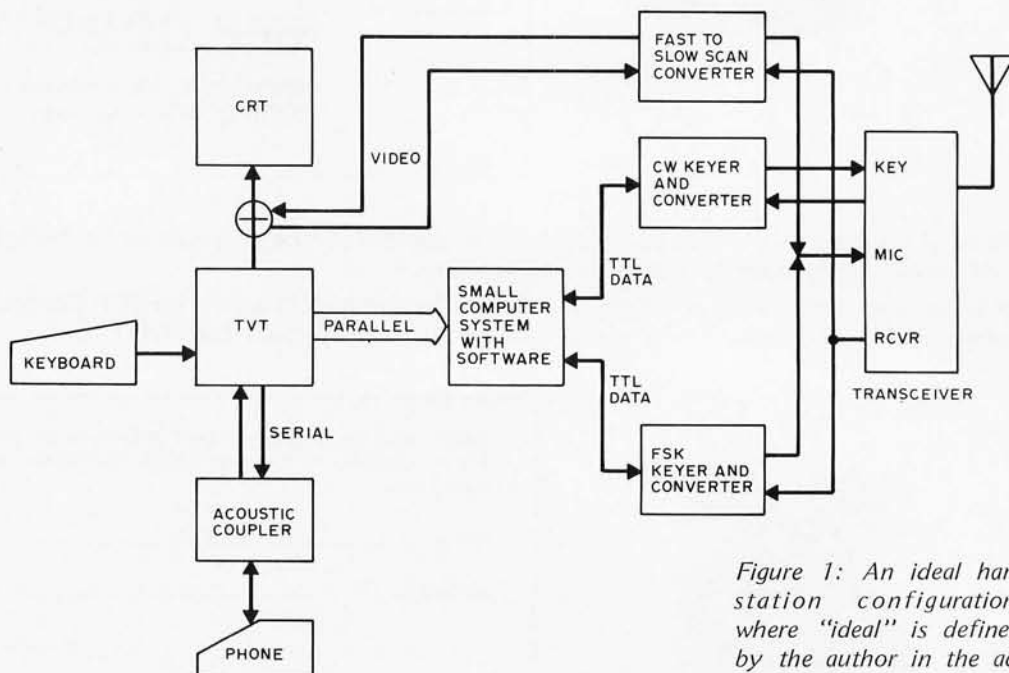 FAST TO
SLOW SCAN
CONVERTER
CRT
VIDEO
CW KEYER
AND
CONVERTER
KEY
MIC
RCVR
TRANSCEIVER
TTL
DATA
SMALL
COMPUTER
SYSTEM
WITH
SOFTWARE
TVT
PARALLEL
KEYBOARD
TTL
DATA
SERIAL
FSK
KEYER AND
CONVERTER
ACOUSTIC
COUPLER
PHONE
Figure 1: An ideal ham
station configuration
where "ideal" is define
by the author in the ac